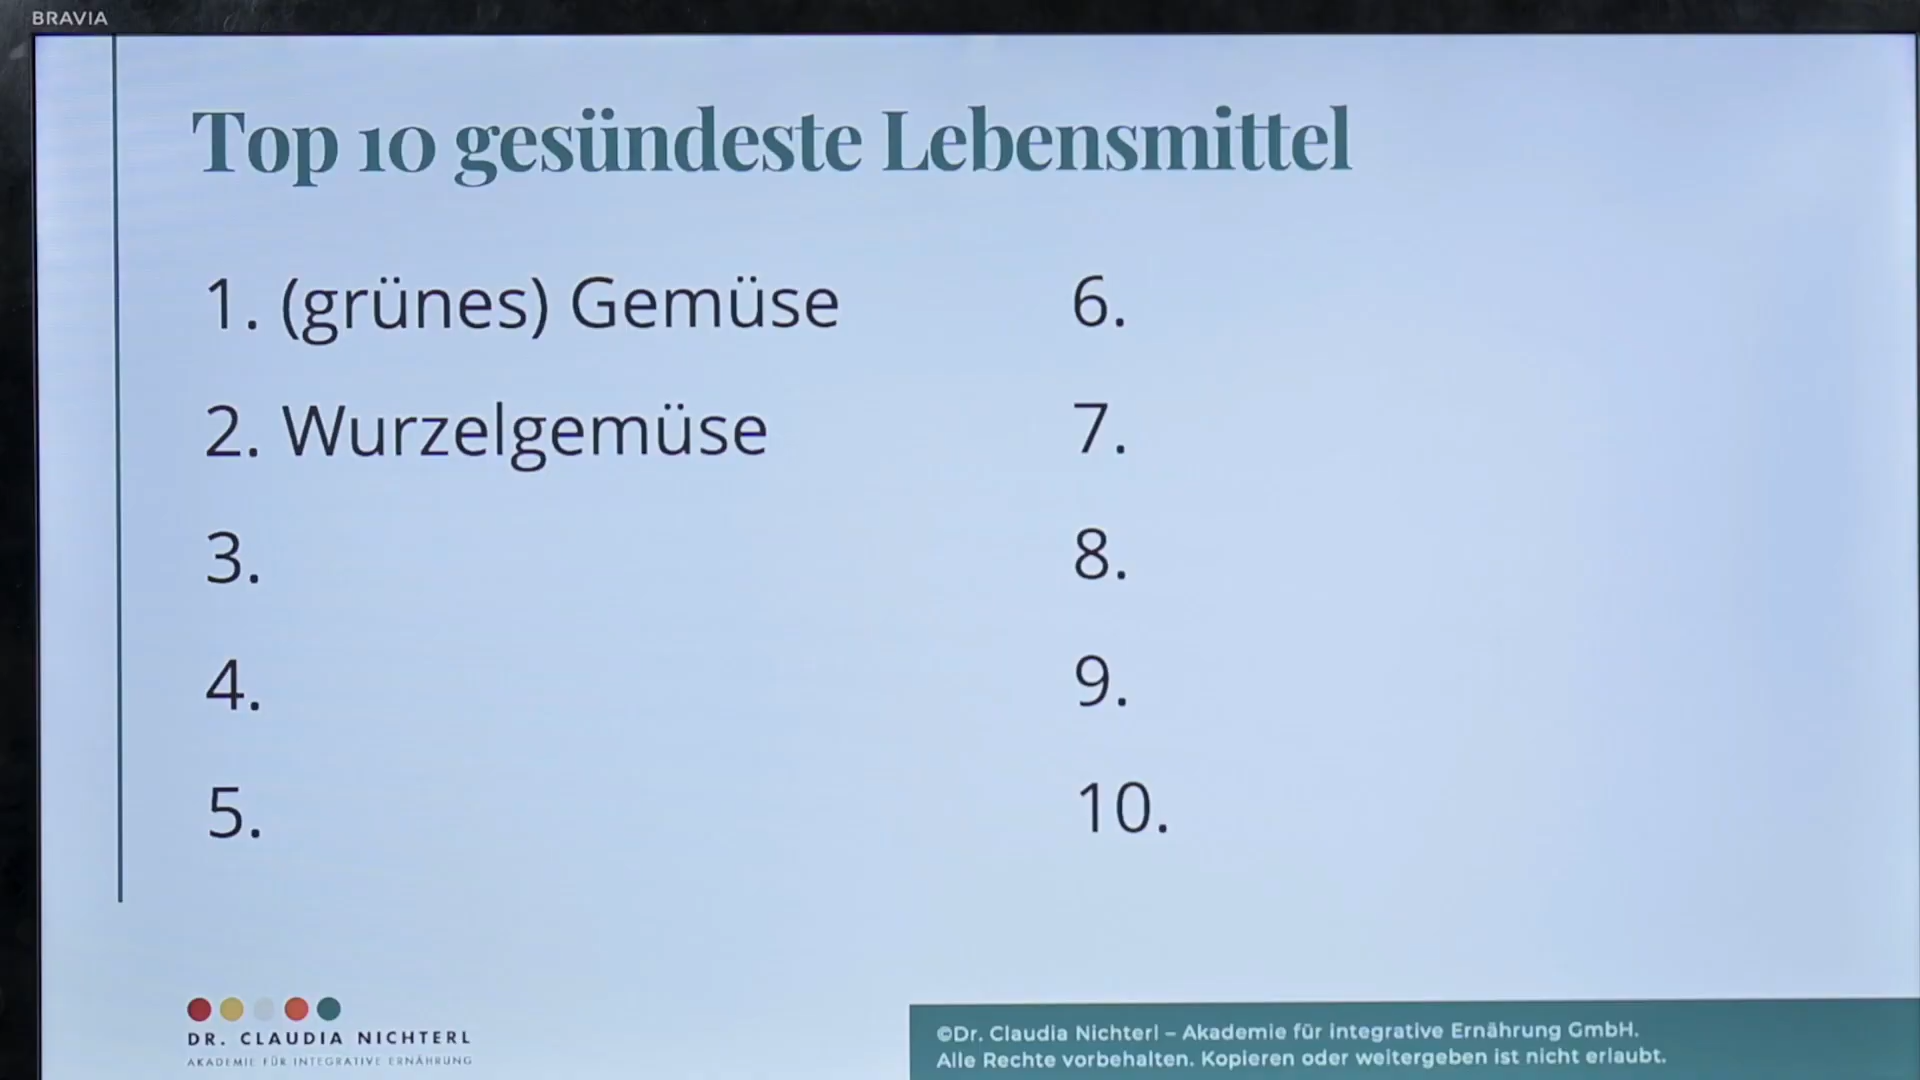 BRAVIA
Top 10 gesündeste Lebensmittel
1. (grünes) Gemüse
2. Wurzelgemüse
3.
4.
5.
6.
7.
8.
9.
10.
DR. CLAUDIA NICHTERL
AKADEMIE FÜR INTEGRATIVE ERNÄHRUNG
©Dr. Claudia Nichterl – Akademie für integrative Ernährung GmbH.
Alle Rechte vorbehalten. Kopieren oder weitergeben ist nicht erlaubt.